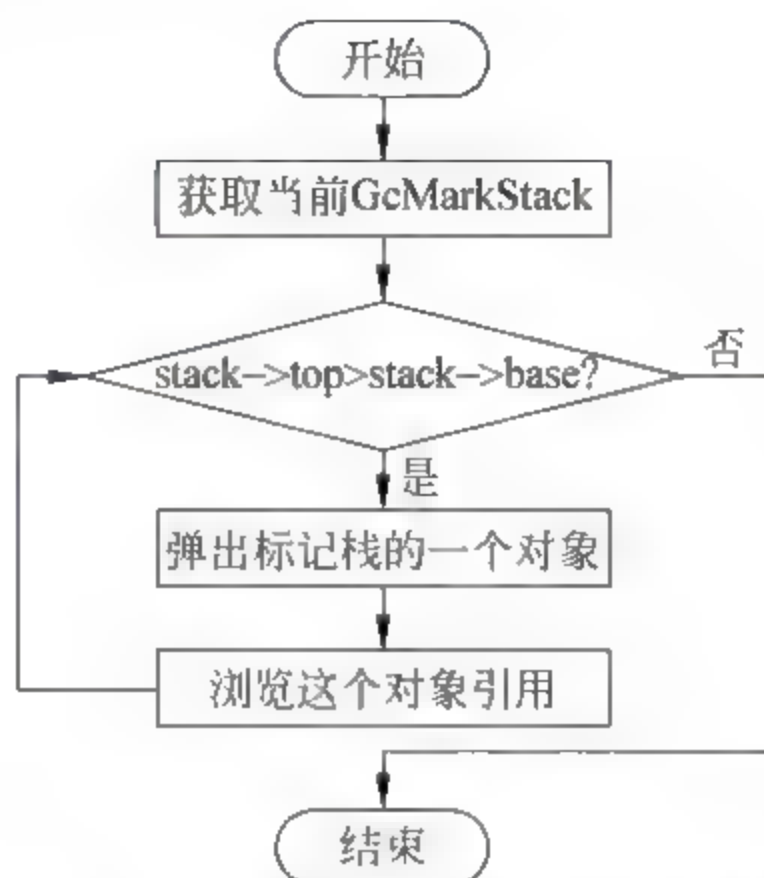 开始
获取当前GcMarkStack
stack->top>stack->base?
否
是
弹出标记栈的一个对象
浏览这个对象引用
结束